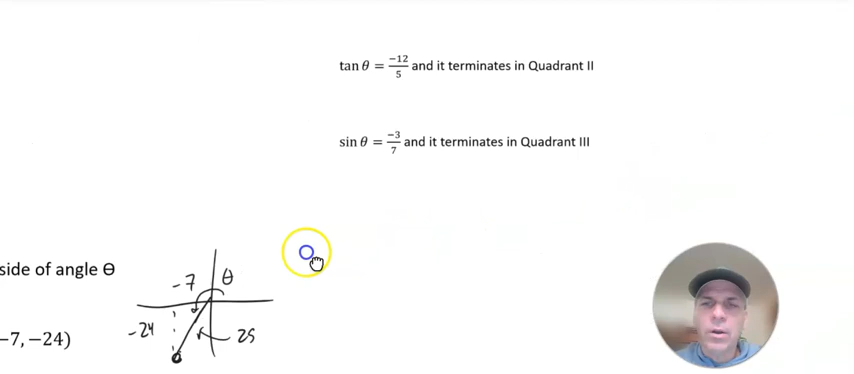 tan θ = −12/5 and it terminates in Quadrant II
sin θ = −3/7 and it terminates in Quadrant III
side of angle Θ
−7 θ
−24 25
−7, −24)